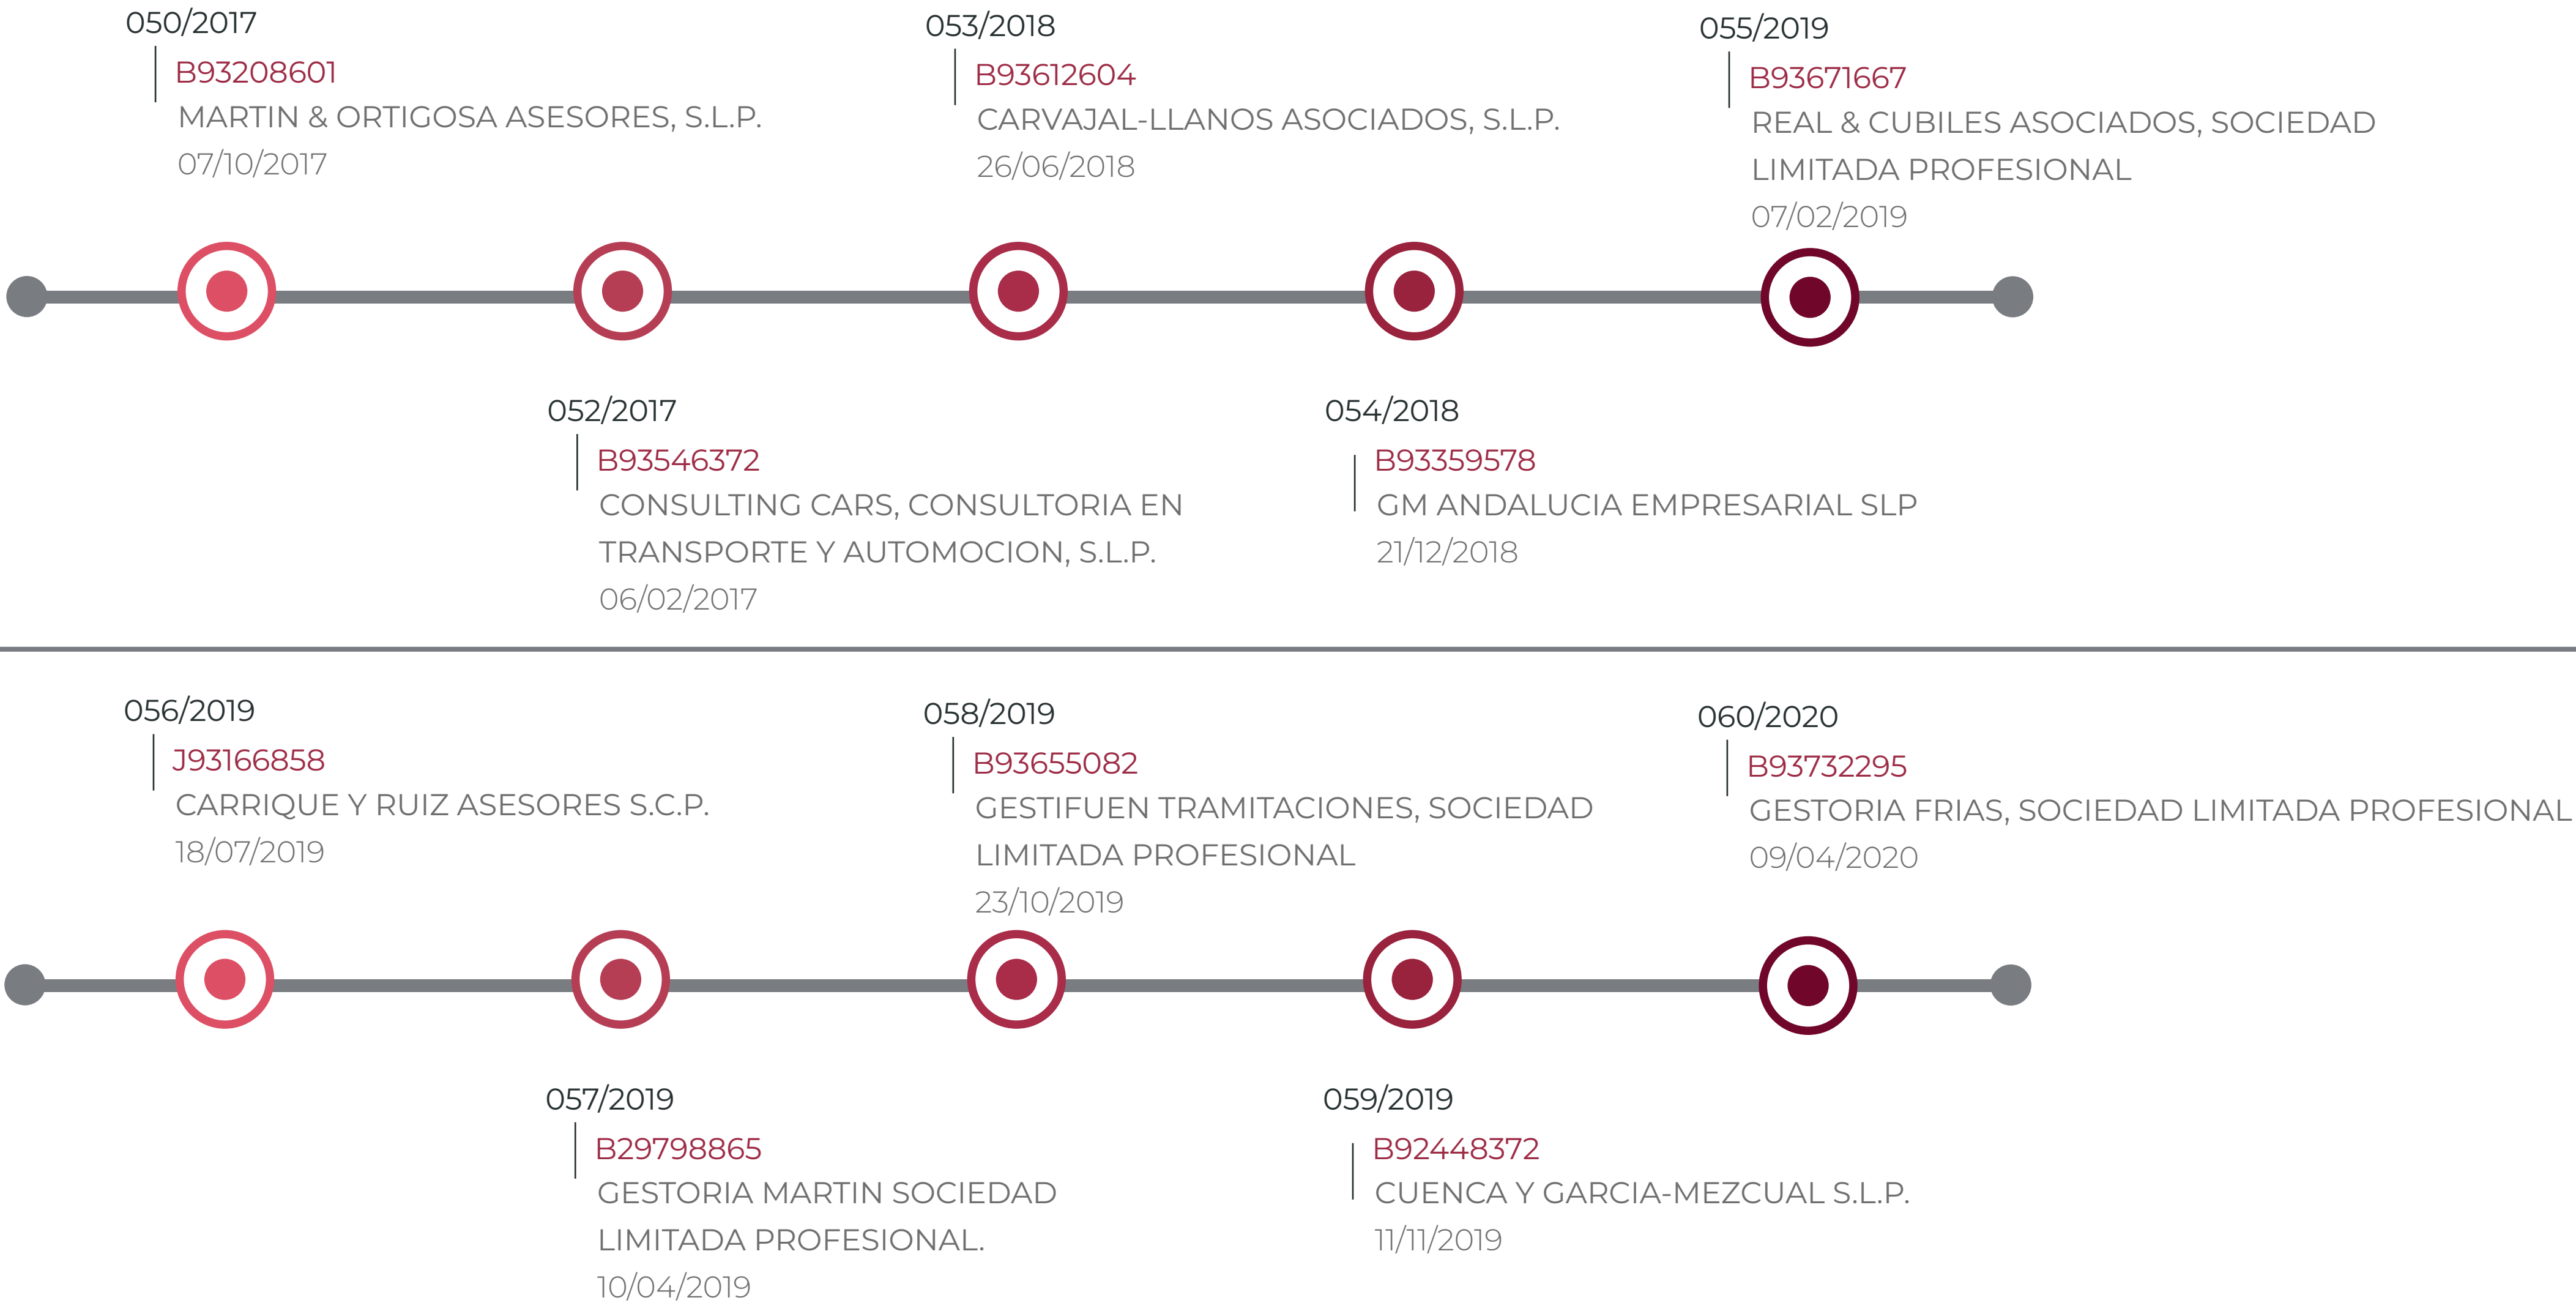 050/2017
B93208601
MARTIN & ORTIGOSA ASESORES, S.L.P.
07/10/2017
052/2017
B93546372
CONSULTING CARS, CONSULTORIA EN
TRANSPORTE Y AUTOMOCION, S.L.P.
06/02/2017
053/2018
B93612604
CARVAJAL-LLANOS ASOCIADOS, S.L.P.
26/06/2018
054/2018
B93359578
GM ANDALUCIA EMPRESARIAL SLP
21/12/2018
055/2019
B93671667
REAL & CUBILES ASOCIADOS, SOCIEDAD
LIMITADA PROFESIONAL
07/02/2019
056/2019
J93166858
CARRIQUE Y RUIZ ASESORES S.C.P.
18/07/2019
057/2019
B29798865
GESTORIA MARTIN SOCIEDAD
LIMITADA PROFESIONAL.
10/04/2019
058/2019
B93655082
GESTIFUEN TRAMITACIONES, SOCIEDAD
LIMITADA PROFESIONAL
23/10/2019
059/2019
B92448372
CUENCA Y GARCIA-MEZCUAL S.L.P.
11/11/2019
060/2020
B93732295
GESTORIA FRIAS, SOCIEDAD LIMITADA PROFESIONAL
09/04/2020